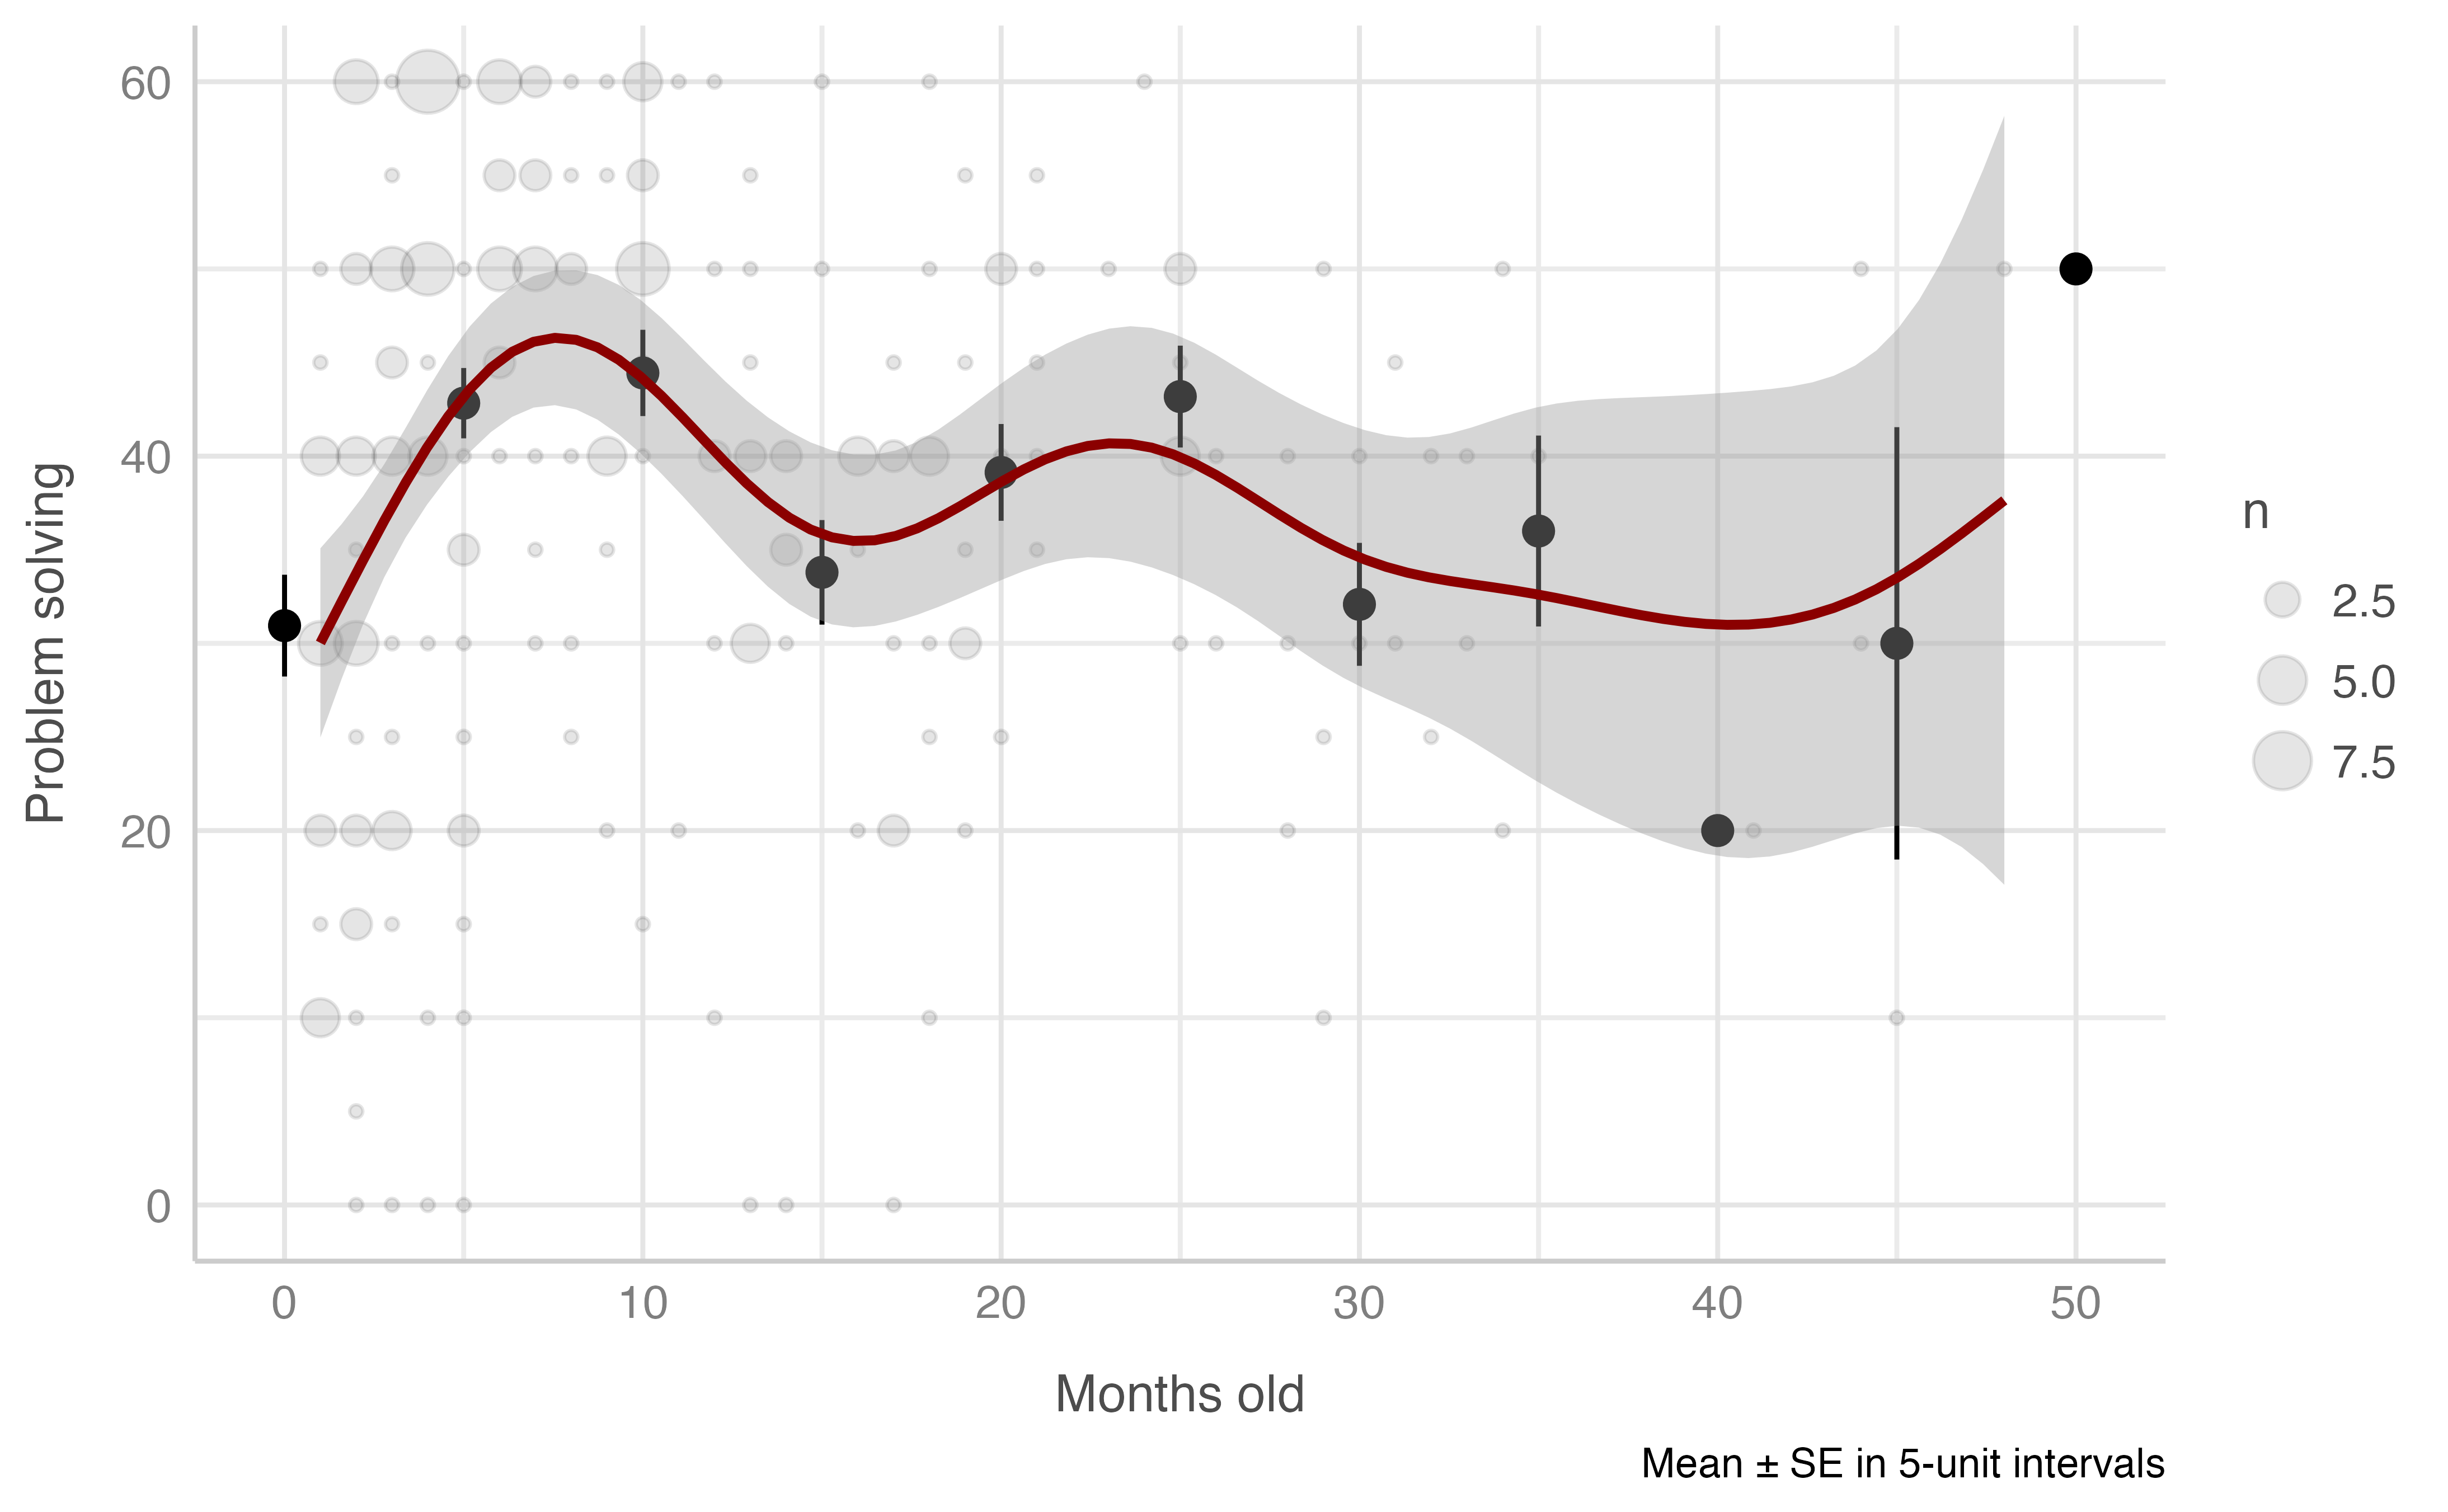 60
40
20
0
Problem solving
0 10 20 30 40 50
Months old
n
2.5
5.0
7.5
Mean ± SE in 5-unit intervals